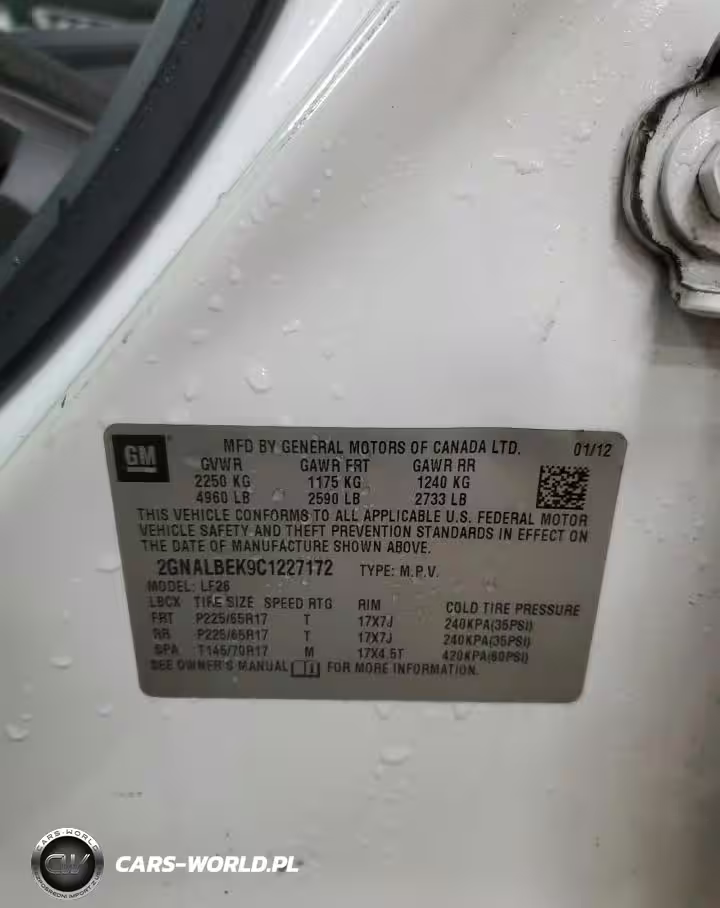 GM
MFD BY GENERAL MOTORS OF CANADA LTD. 01/12
GVWR GAWR FRT GAWR RR
2250 KG 1175 KG 1240 KG
4960 LB 2590 LB 2733 LB
THIS VEHICLE CONFORMS TO ALL APPLICABLE U.S. FEDERAL MOTOR
VEHICLE SAFETY AND THEFT PREVENTION STANDARDS IN EFFECT ON
THE DATE OF MANUFACTURE SHOWN ABOVE.
2GNALBEK9C1227172 TYPE: M.P.V.
MODEL: LF26
LBCX TIRE SIZE SPEED RTG RIM COLD TIRE PRESSURE
FRT P225/65R17 T 17X7J 240KPA(35PSI)
RR P225/65R17 T 17X7J 240KPA(35PSI)
SPA T145/70R17 M 17X4.5T 420KPA(60PSI)
SEE OWNER'S MANUAL FOR MORE INFORMATION.
CARS-WORLD
CW
CARS-WORLD.PL